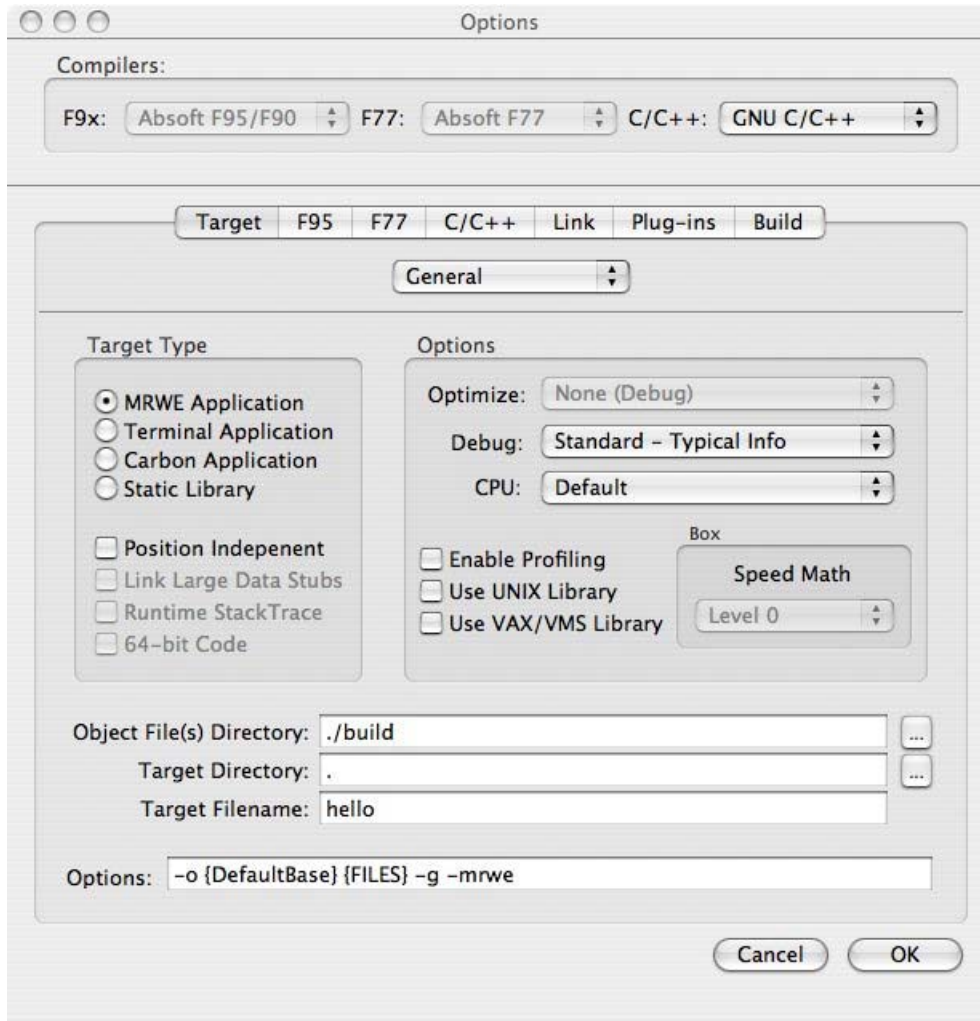 Options
Compilers:
F9x: Absoft F95/F90 F77: Absoft F77 C/C++: GNU C/C++
Target F95 F77 C/C++ Link Plug-ins Build
General
Target Type
MRWE Application
Terminal Application
Carbon Application
Static Library
Position Indepenent
Link Large Data Stubs
Runtime StackTrace
64-bit Code
Options
Optimize: None (Debug)
Debug: Standard - Typical Info
CPU: Default
Enable Profiling
Use UNIX Library
Use VAX/VMS Library
Box
Speed Math
Level 0
Object File(s) Directory: ./build ...
Target Directory: . ...
Target Filename: hello
Options: -o {DefaultBase} {FILES} -g -mrwe
Cancel OK